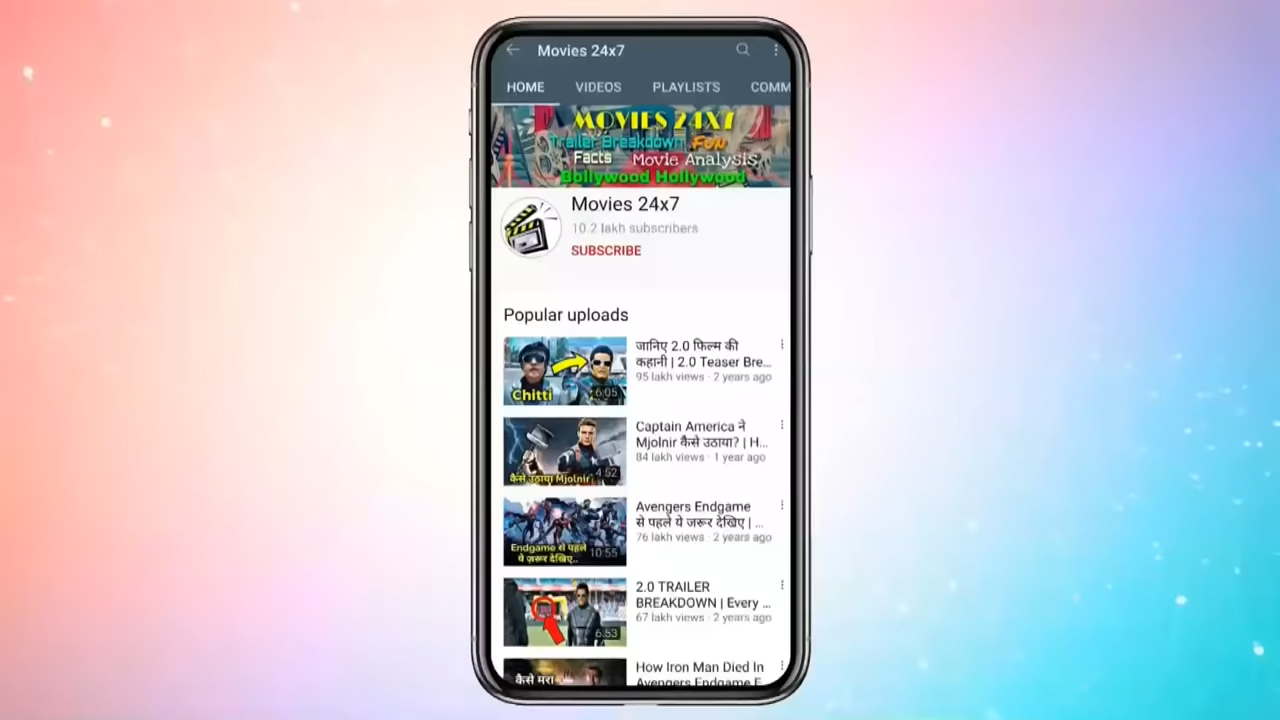 Movies 24x7
HOME VIDEOS PLAYLISTS COMM
MOVIES 24X7
Trailer Breakdown FUN
Facts Movie Analysis
Bollywood Hollywood
Movies 24x7
10.2 lakh subscribers
SUBSCRIBE
Popular uploads
Chitti
6:05
जानिए 2.0 फिल्म की
कहानी | 2.0 Teaser Bre...
95 lakh views · 2 years ago
कैसे उठाया Mjolnir
4:52
Captain America ने
Mjolnir कैसे उठाया? | H...
84 lakh views · 1 year ago
Endgame से पहले
ये ज़रूर देखिए..
10:55
Avengers Endgame
से पहले ये जरूर देखिए | ...
76 lakh views · 2 years ago
6:53
2.0 TRAILER
BREAKDOWN | Every ...
67 lakh views · 2 years ago
कैसे मरा
How Iron Man Died In
Avengers Endgame E